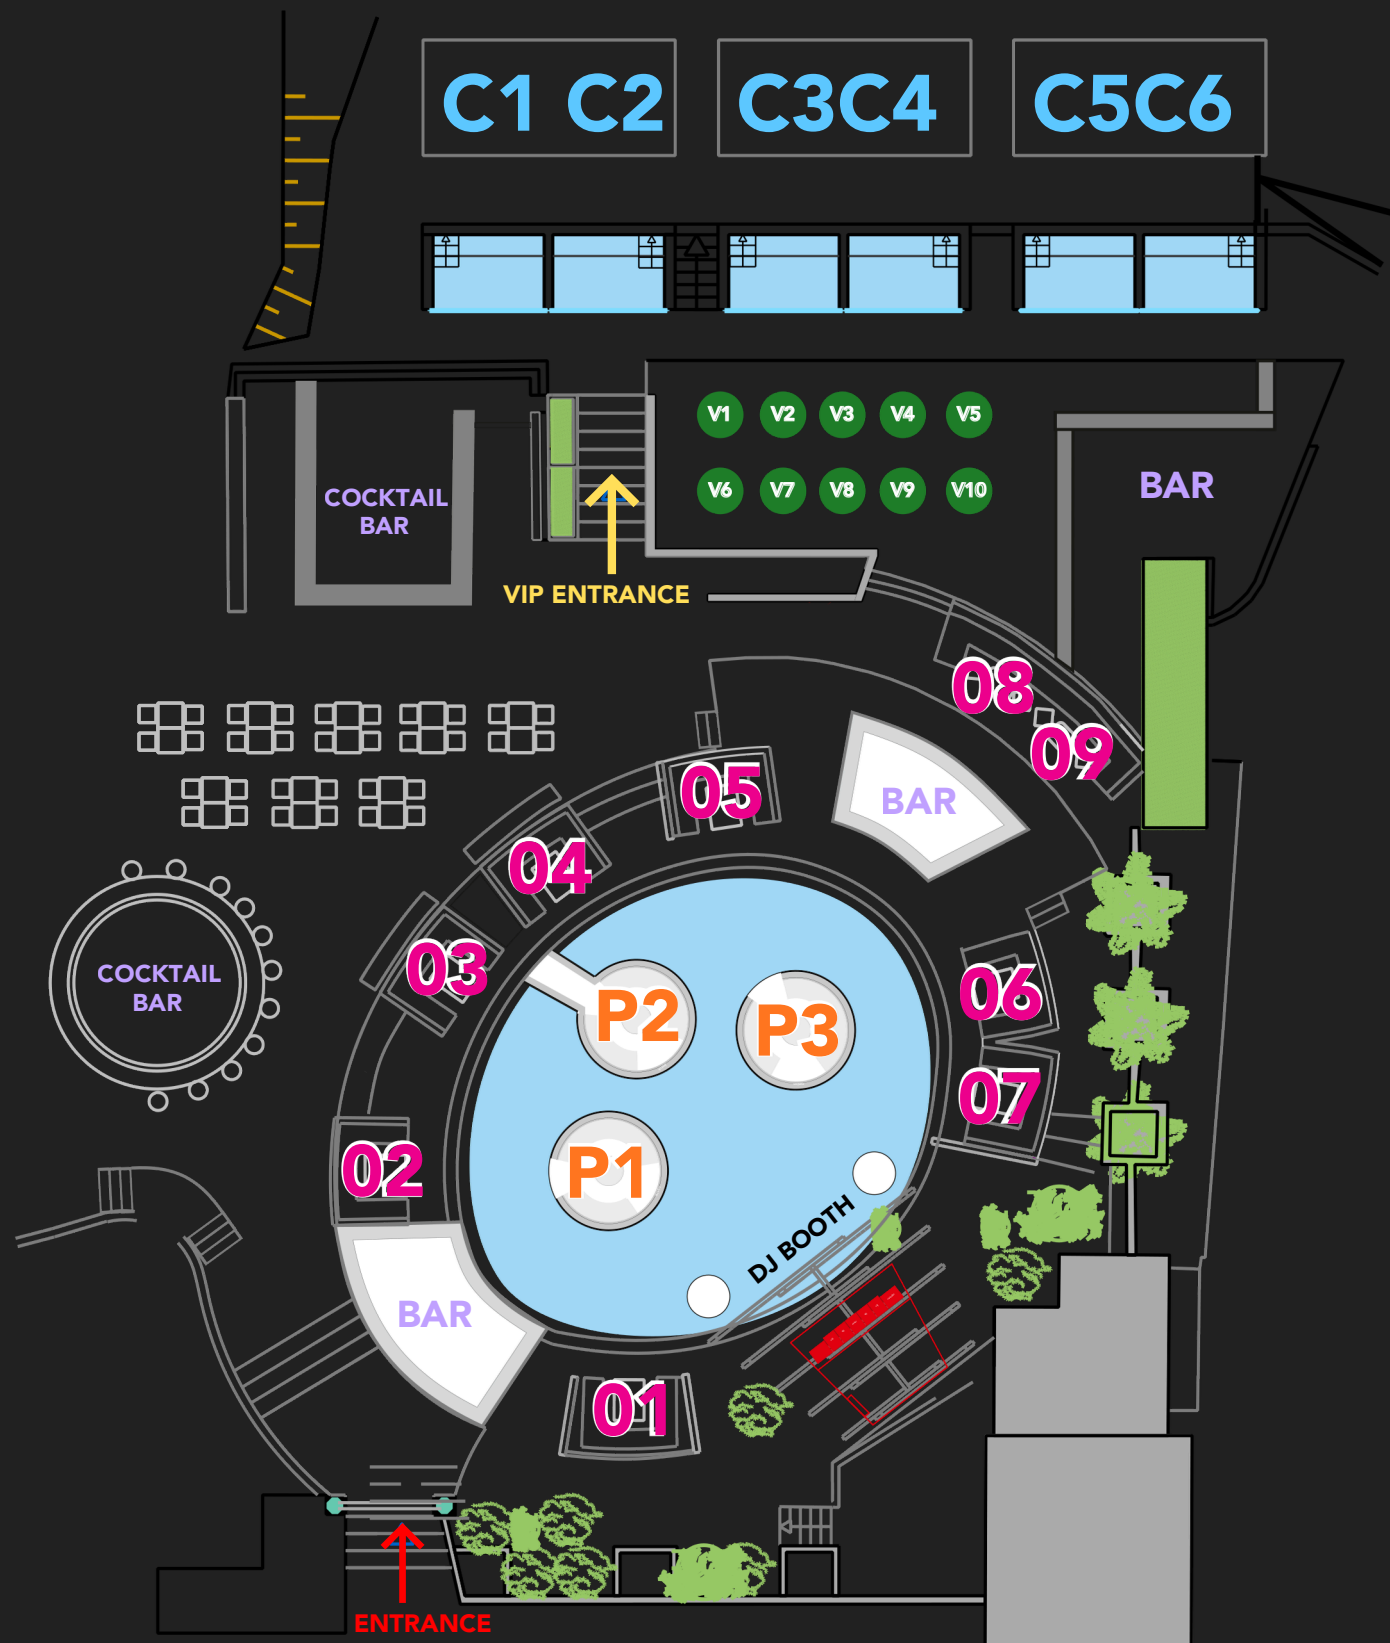 C1 C2
C3C4
C5C6
V1 V2 V3 V4 V5
V6 V7 V8 V9 V10
COCKTAIL
BAR
BAR
VIP ENTRANCE
08
09
05
BAR
04
03
COCKTAIL
BAR
06
P2
P3
07
02
P1
DJ BOOTH
BAR
01
ENTRANCE